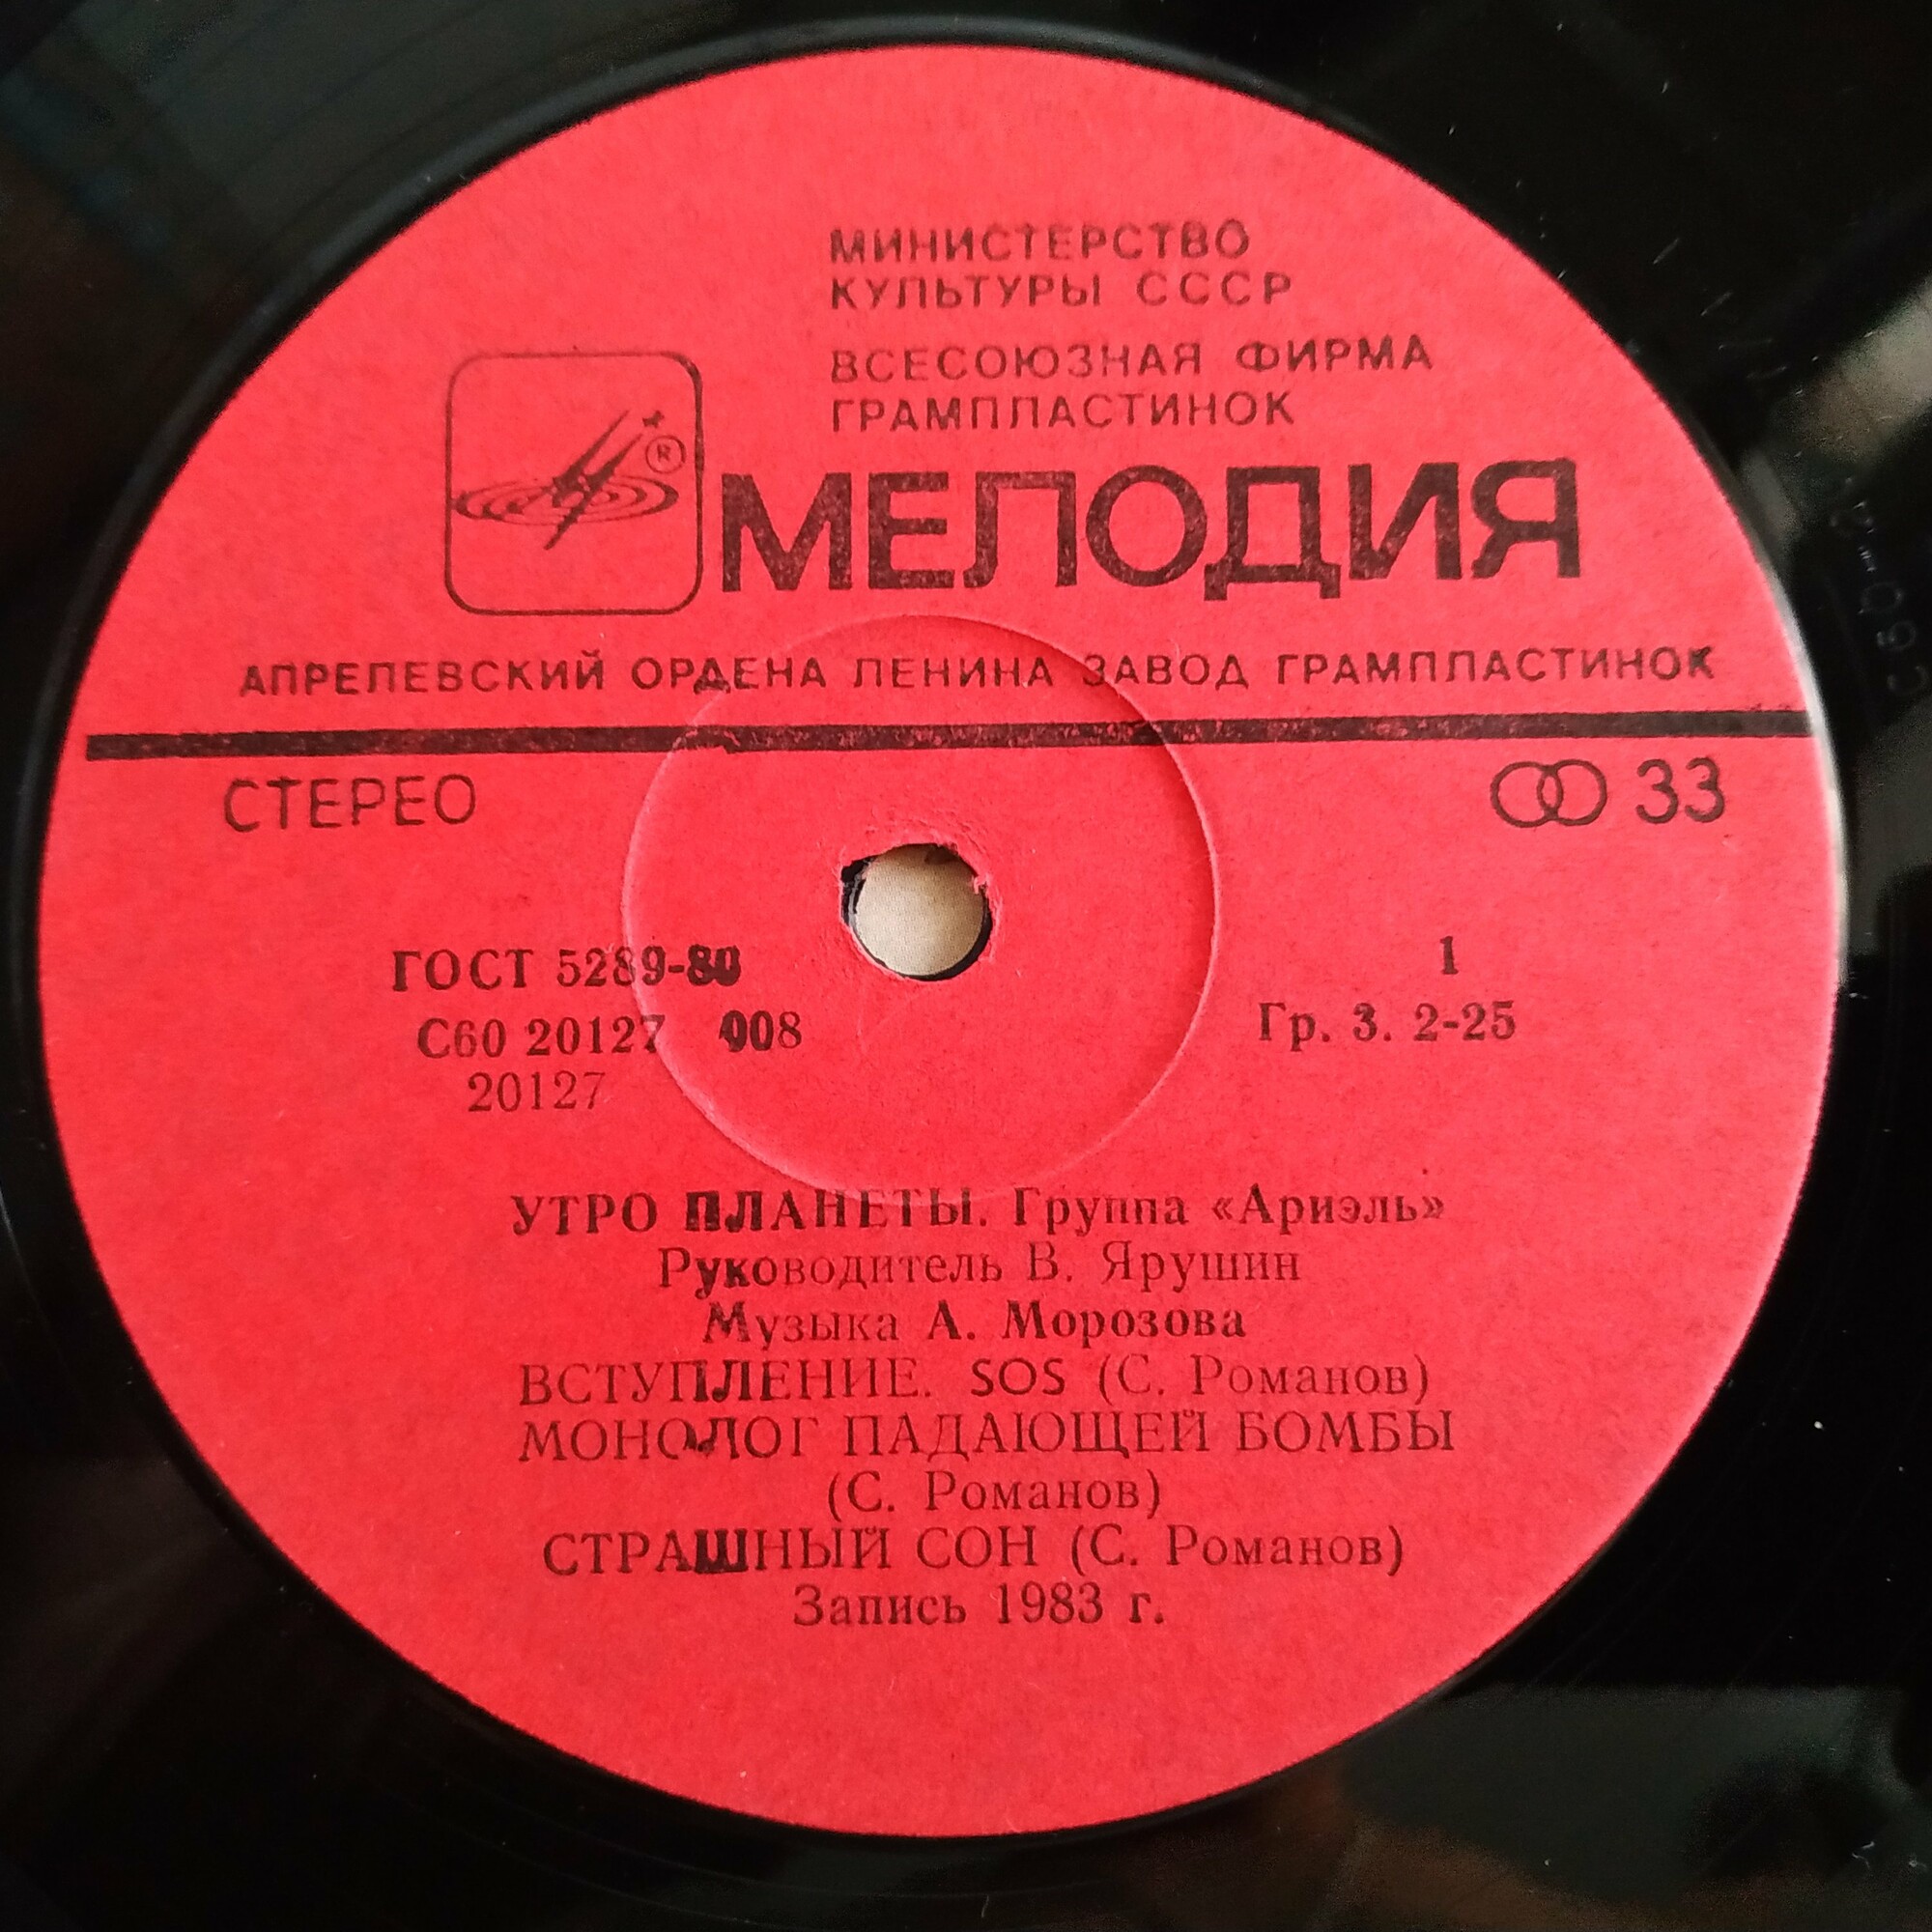 МИНИСТЕРСТВО
КУЛЬТУРЫ СССР
ВСЕСОЮЗНАЯ ФИРМА
ГРАМПЛАСТИНОК
®
МЕЛОДИЯ
АПРЕЛЕВСКИЙ ОРДЕНА ЛЕНИНА ЗАВОД ГРАМПЛАСТИНОК
СТЕРЕО
33
ГОСТ 5289-80
1
С60 20127 008
Гр. 3. 2-25
20127
УТРО ПЛАНЕТЫ. Группа «Ариэль»
Руководитель В. Ярушин
Музыка А. Морозова
ВСТУПЛЕНИЕ. SOS (С. Романов)
МОНОЛОГ ПАДАЮЩЕЙ БОМБЫ
(С. Романов)
СТРАШНЫЙ СОН (С. Романов)
Запись 1983 г.